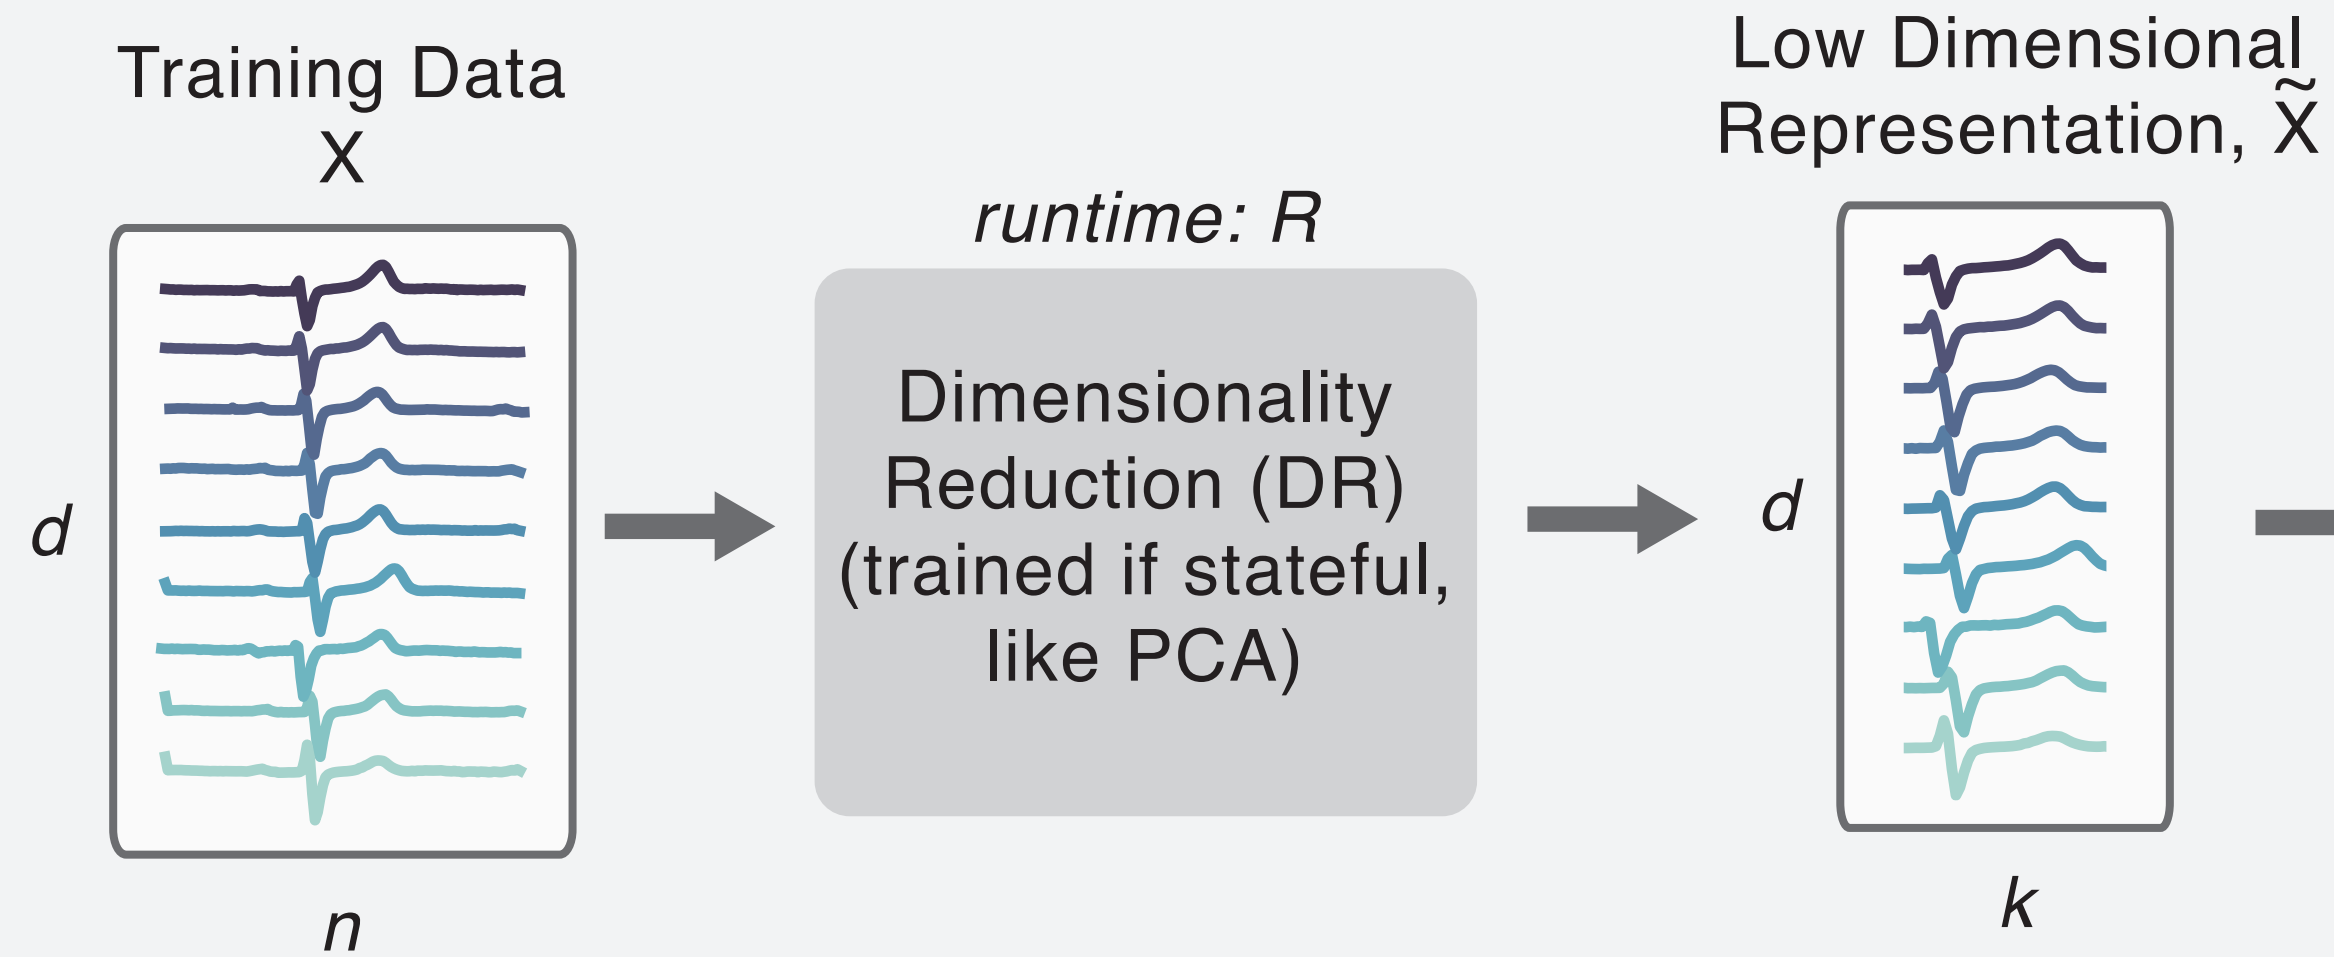 Training Data
X
d
n
runtime: R
Dimensionality
Reduction (DR)
(trained if stateful,
like PCA)
Low Dimensional
Representation, X̃
d
k